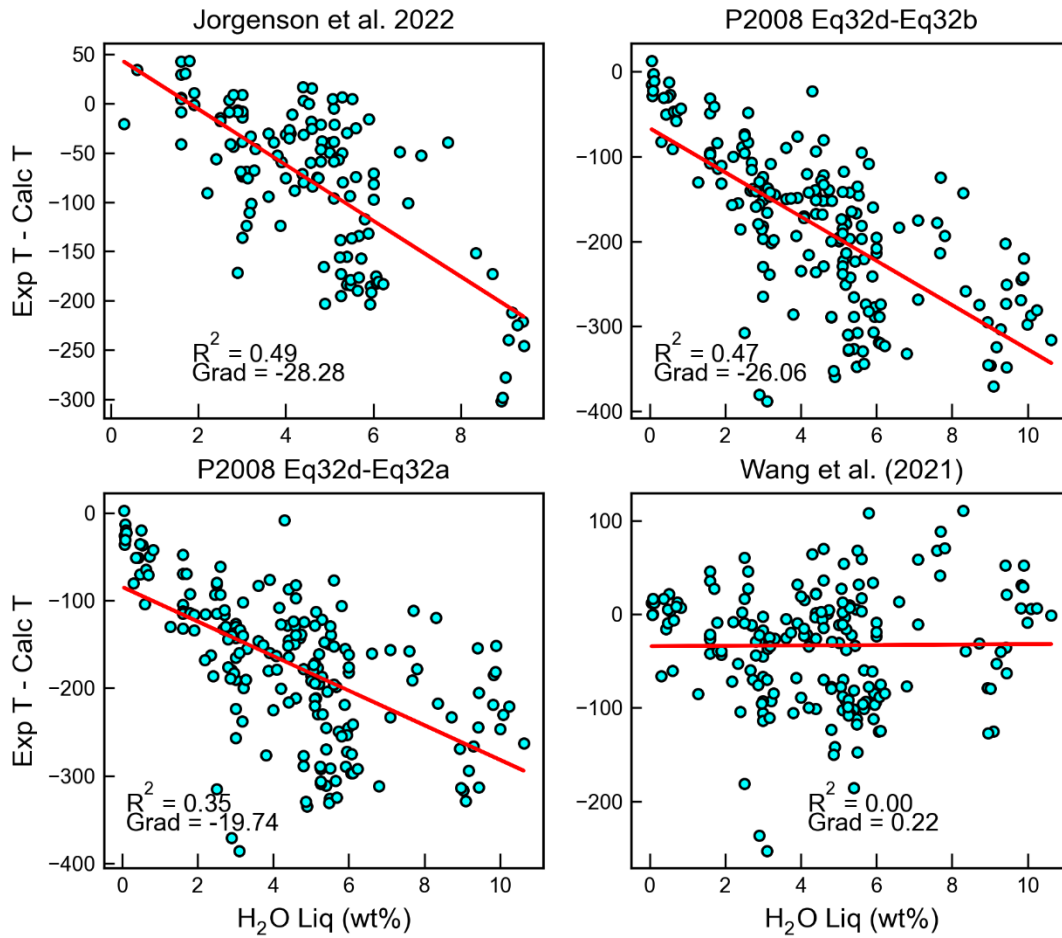 Jorgenson et al. 2022
P2008 Eq32d-Eq32b
Exp T - Calc T
50
0
−50
−100
−150
−200
−250
−300
0
2
4
6
8
R² = 0.49
Grad = -28.28
0
−100
−200
−300
−400
0
2
4
6
8
10
R² = 0.47
Grad = -26.06
P2008 Eq32d-Eq32a
Wang et al. (2021)
Exp T - Calc T
0
−100
−200
−300
−400
0
2
4
6
8
10
R² = 0.35
Grad = -19.74
H₂O Liq (wt%)
100
0
−100
−200
0
2
4
6
8
10
R² = 0.00
Grad = 0.22
H₂O Liq (wt%)